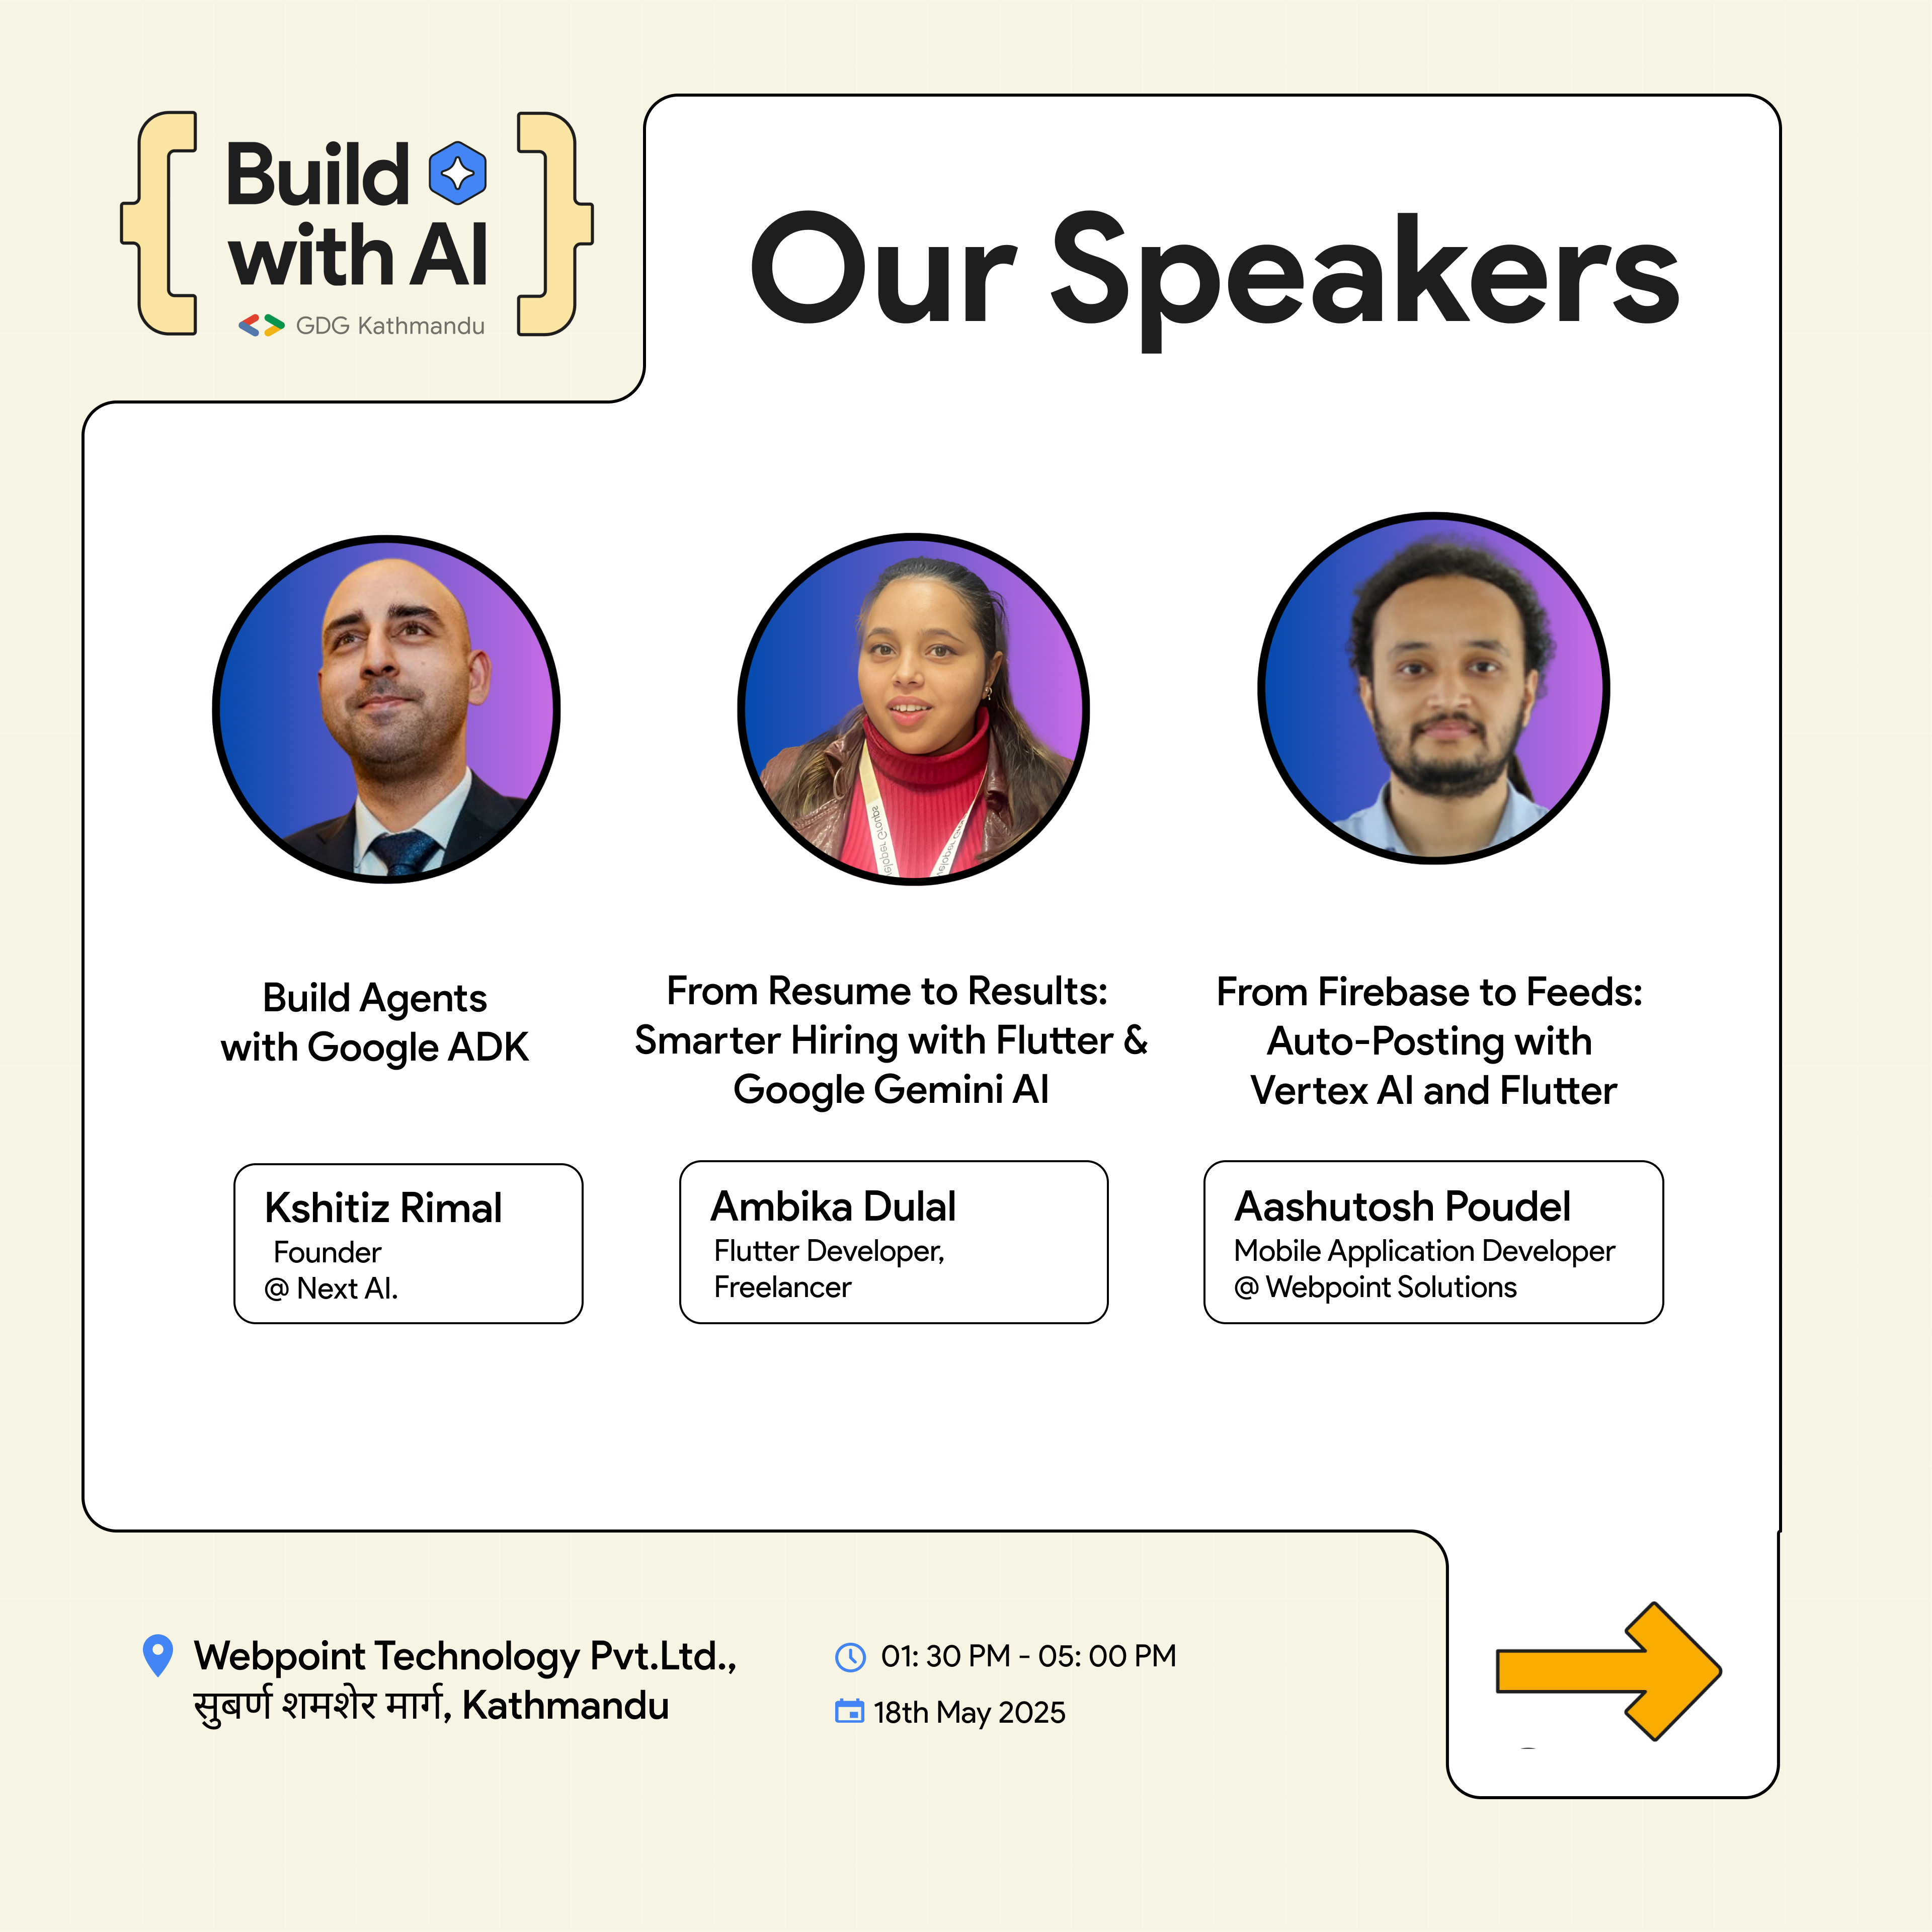 Build
with AI
GDG Kathmandu
Our Speakers
Build Agents
with Google ADK
From Resume to Results:
Smarter Hiring with Flutter &
Google Gemini AI
From Firebase to Feeds:
Auto-Posting with
Vertex AI and Flutter
Kshitiz Rimal
Founder
@ Next AI.
Ambika Dulal
Flutter Developer,
Freelancer
Aashutosh Poudel
Mobile Application Developer
@ Webpoint Solutions
Webpoint Technology Pvt.Ltd.,
सुबर्ण शमशेर मार्ग, Kathmandu
01: 30 PM - 05: 00 PM
18th May 2025